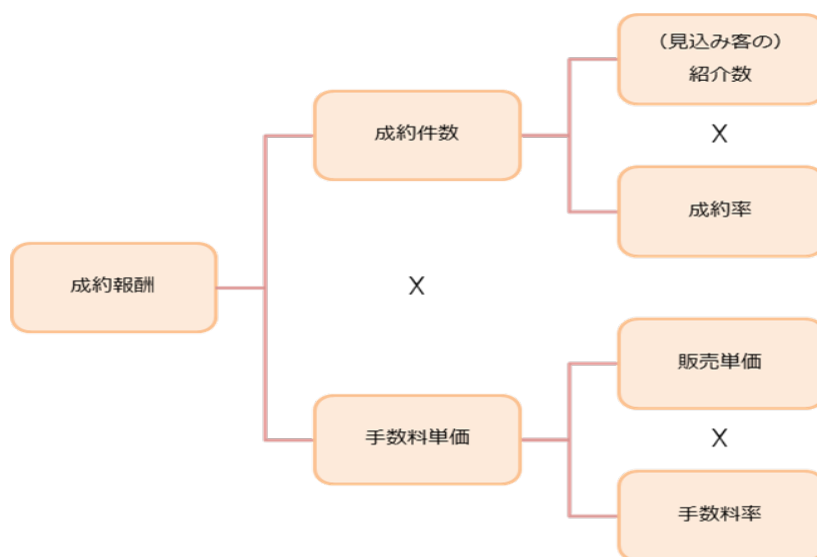 （見込み客の）
紹介数
成約件数
X
成約率
成約報酬
X
販売単価
手数料単価
X
手数料率